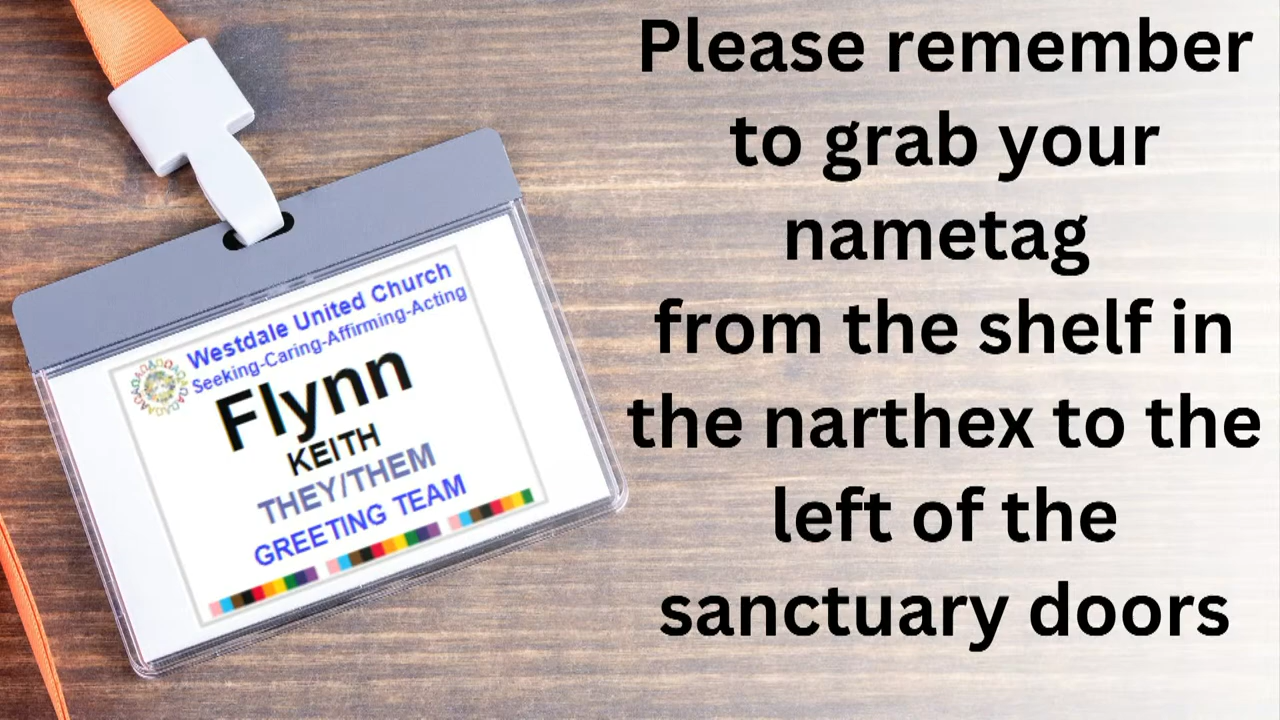 Westdale United Church
Seeking-Caring-Affirming-Acting
Flynn
KEITH
THEY/THEM
GREETING TEAM
Please remember
to grab your
nametag
from the shelf in
the narthex to the
left of the
sanctuary doors